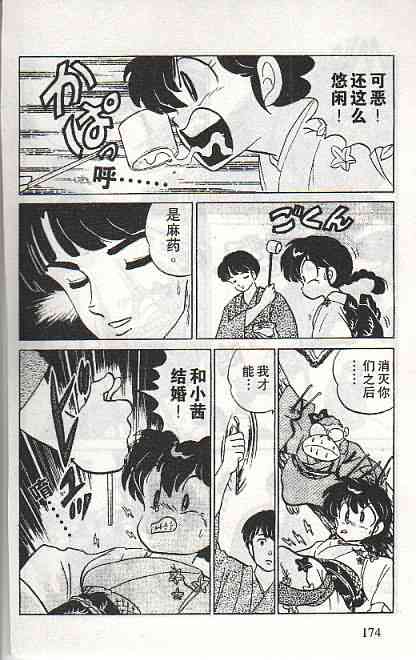 可恶！
还这么
悠闲！
かぽっ
呼……
ごくん
是麻药。
消灭你
们之后
……
我才
能…
和小茜
结婚！
174